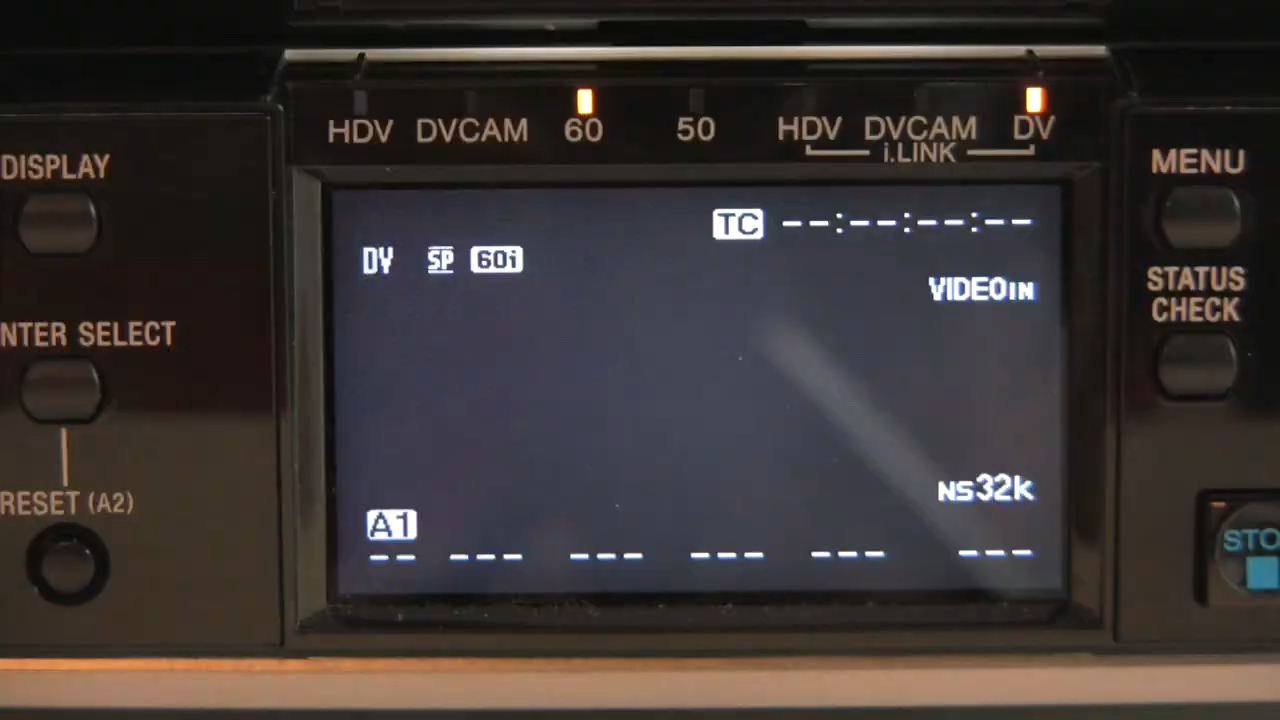 HDV DVCAM 60 50 HDV DVCAM DV
i.LINK
DISPLAY
MENU
TC --:--:--:--
DV SP 60i
VIDEO IN
STATUS
CHECK
NTER SELECT
NS32k
RESET (A2)
A1
-- --- --- --- --- ---
STO